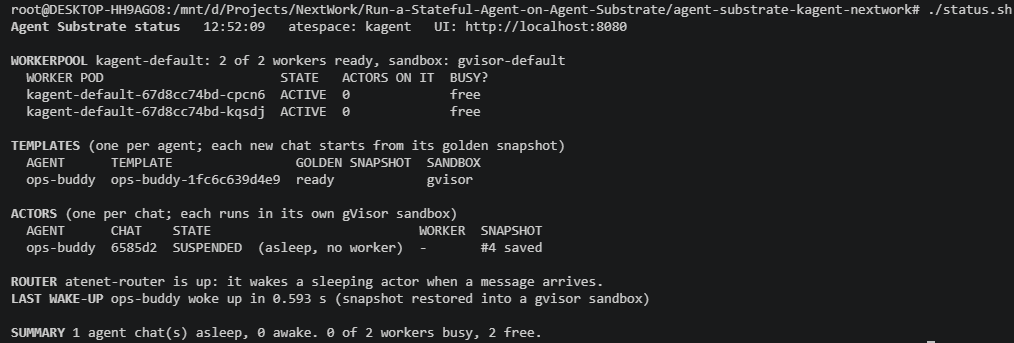 root@DESKTOP-HH9AGO8:/mnt/d/Projects/NextWork/Run-a-Stateful-Agent-on-Agent-Substrate/agent-substrate-kagent-nextwork# ./status.sh
Agent Substrate status   12:52:09   atespace: kagent   UI: http://localhost:8080
WORKERPOOL kagent-default: 2 of 2 workers ready, sandbox: gvisor-default
WORKER POD                       STATE   ACTORS ON IT  BUSY?
kagent-default-67d8cc74bd-cpcn6  ACTIVE  0             free
kagent-default-67d8cc74bd-kqsdj  ACTIVE  0             free
TEMPLATES (one per agent; each new chat starts from its golden snapshot)
AGENT      TEMPLATE                GOLDEN SNAPSHOT  SANDBOX
ops-buddy  ops-buddy-1fc6c639d4e9  ready            gvisor
ACTORS (one per chat; each runs in its own gVisor sandbox)
AGENT      CHAT    STATE                          WORKER  SNAPSHOT
ops-buddy  6585d2  SUSPENDED  (asleep, no worker)  -       #4 saved
ROUTER atenet-router is up: it wakes a sleeping actor when a message arrives.
LAST WAKE-UP ops-buddy woke up in 0.593 s (snapshot restored into a gvisor sandbox)
SUMMARY 1 agent chat(s) asleep, 0 awake. 0 of 2 workers busy, 2 free.